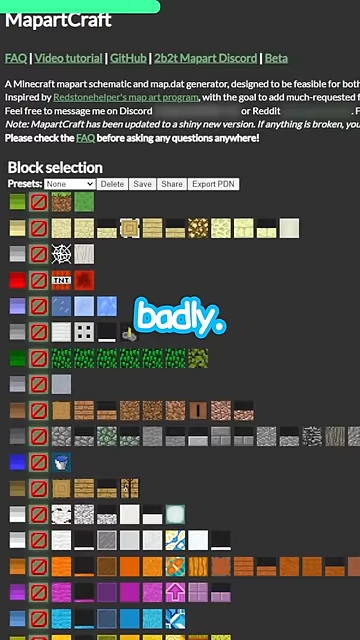 MapartCraft
FAQ | Video tutorial | GitHub | 2b2t Mapart Discord | Beta
A Minecraft mapart schematic and map.dat generator, designed to be feasible for both
Inspired by Redstonehelper's map art program, with the goal to add much-requested f
Feel free to message me on Discord or Reddit . F
Note: MapartCraft has been updated to a shiny new version. If anything is broken, you
Please check the FAQ before asking any questions anywhere!
Block selection
Presets: None Delete Save Share Export PDN
TNT
badly.